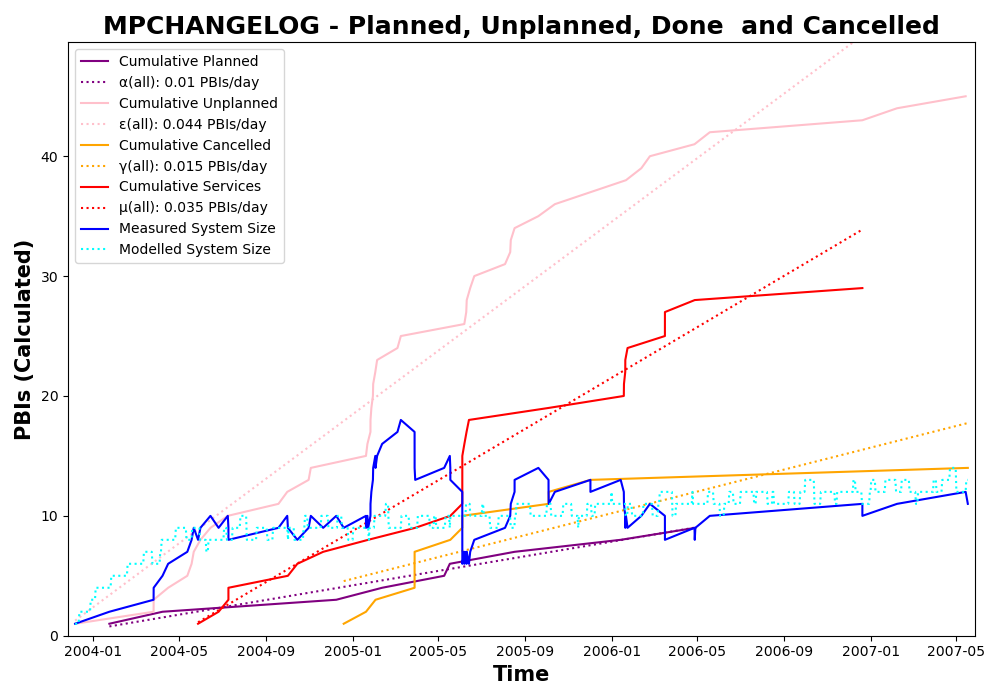 MPCHANGELOG - Planned, Unplanned, Done  and Cancelled
Cumulative Planned
α(all): 0.01 PBIs/day
Cumulative Unplanned
ε(all): 0.044 PBIs/day
Cumulative Cancelled
γ(all): 0.015 PBIs/day
Cumulative Services
μ(all): 0.035 PBIs/day
Measured System Size
Modelled System Size
PBIs (Calculated)
40
30
20
10
0
2004-01 2004-05 2004-09 2005-01 2005-05 2005-09 2006-01 2006-05 2006-09 2007-01 2007-05
Time